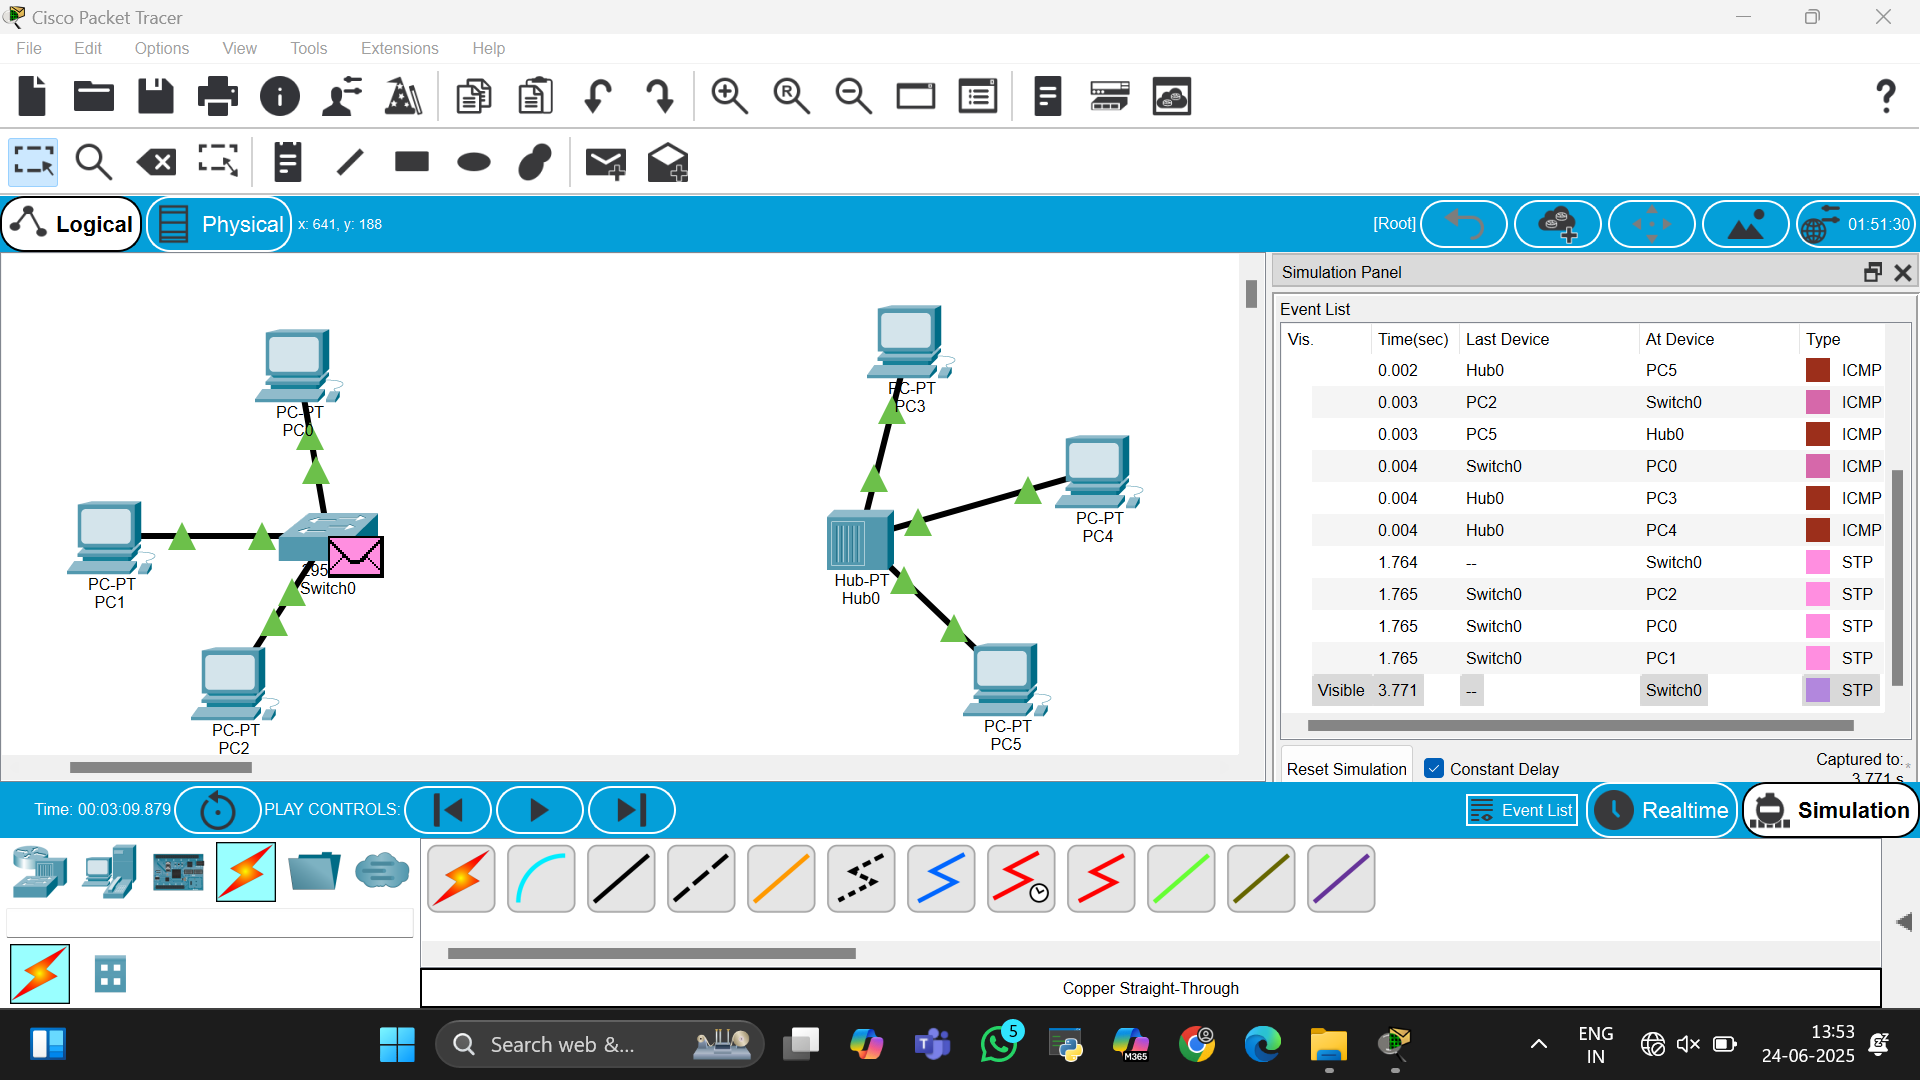 Cisco Packet Tracer
File Edit Options View Tools Extensions Help
Logical Physical x: 641, y: 188 [Root] 01:51:30
Simulation Panel
Event List
Vis. Time(sec) Last Device At Device Type
0.002 Hub0 PC5 ICMP
0.003 PC2 Switch0 ICMP
0.003 PC5 Hub0 ICMP
0.004 Switch0 PC0 ICMP
0.004 Hub0 PC3 ICMP
0.004 Hub0 PC4 ICMP
1.764 -- Switch0 STP
1.765 Switch0 PC2 STP
1.765 Switch0 PC0 STP
1.765 Switch0 PC1 STP
Visible 3.771 -- Switch0 STP
Reset Simulation Constant Delay Captured to:
3.771 s
PC-PT
PC0
PC-PT
PC1
295
Switch0
PC-PT
PC2
PC-PT
PC3
PC-PT
PC4
Hub-PT
Hub0
PC-PT
PC5
Time: 00:03:09.879 PLAY CONTROLS: Event List Realtime Simulation
Copper Straight-Through
Search web &...
5
M365
ENG
IN
13:53
24-06-2025